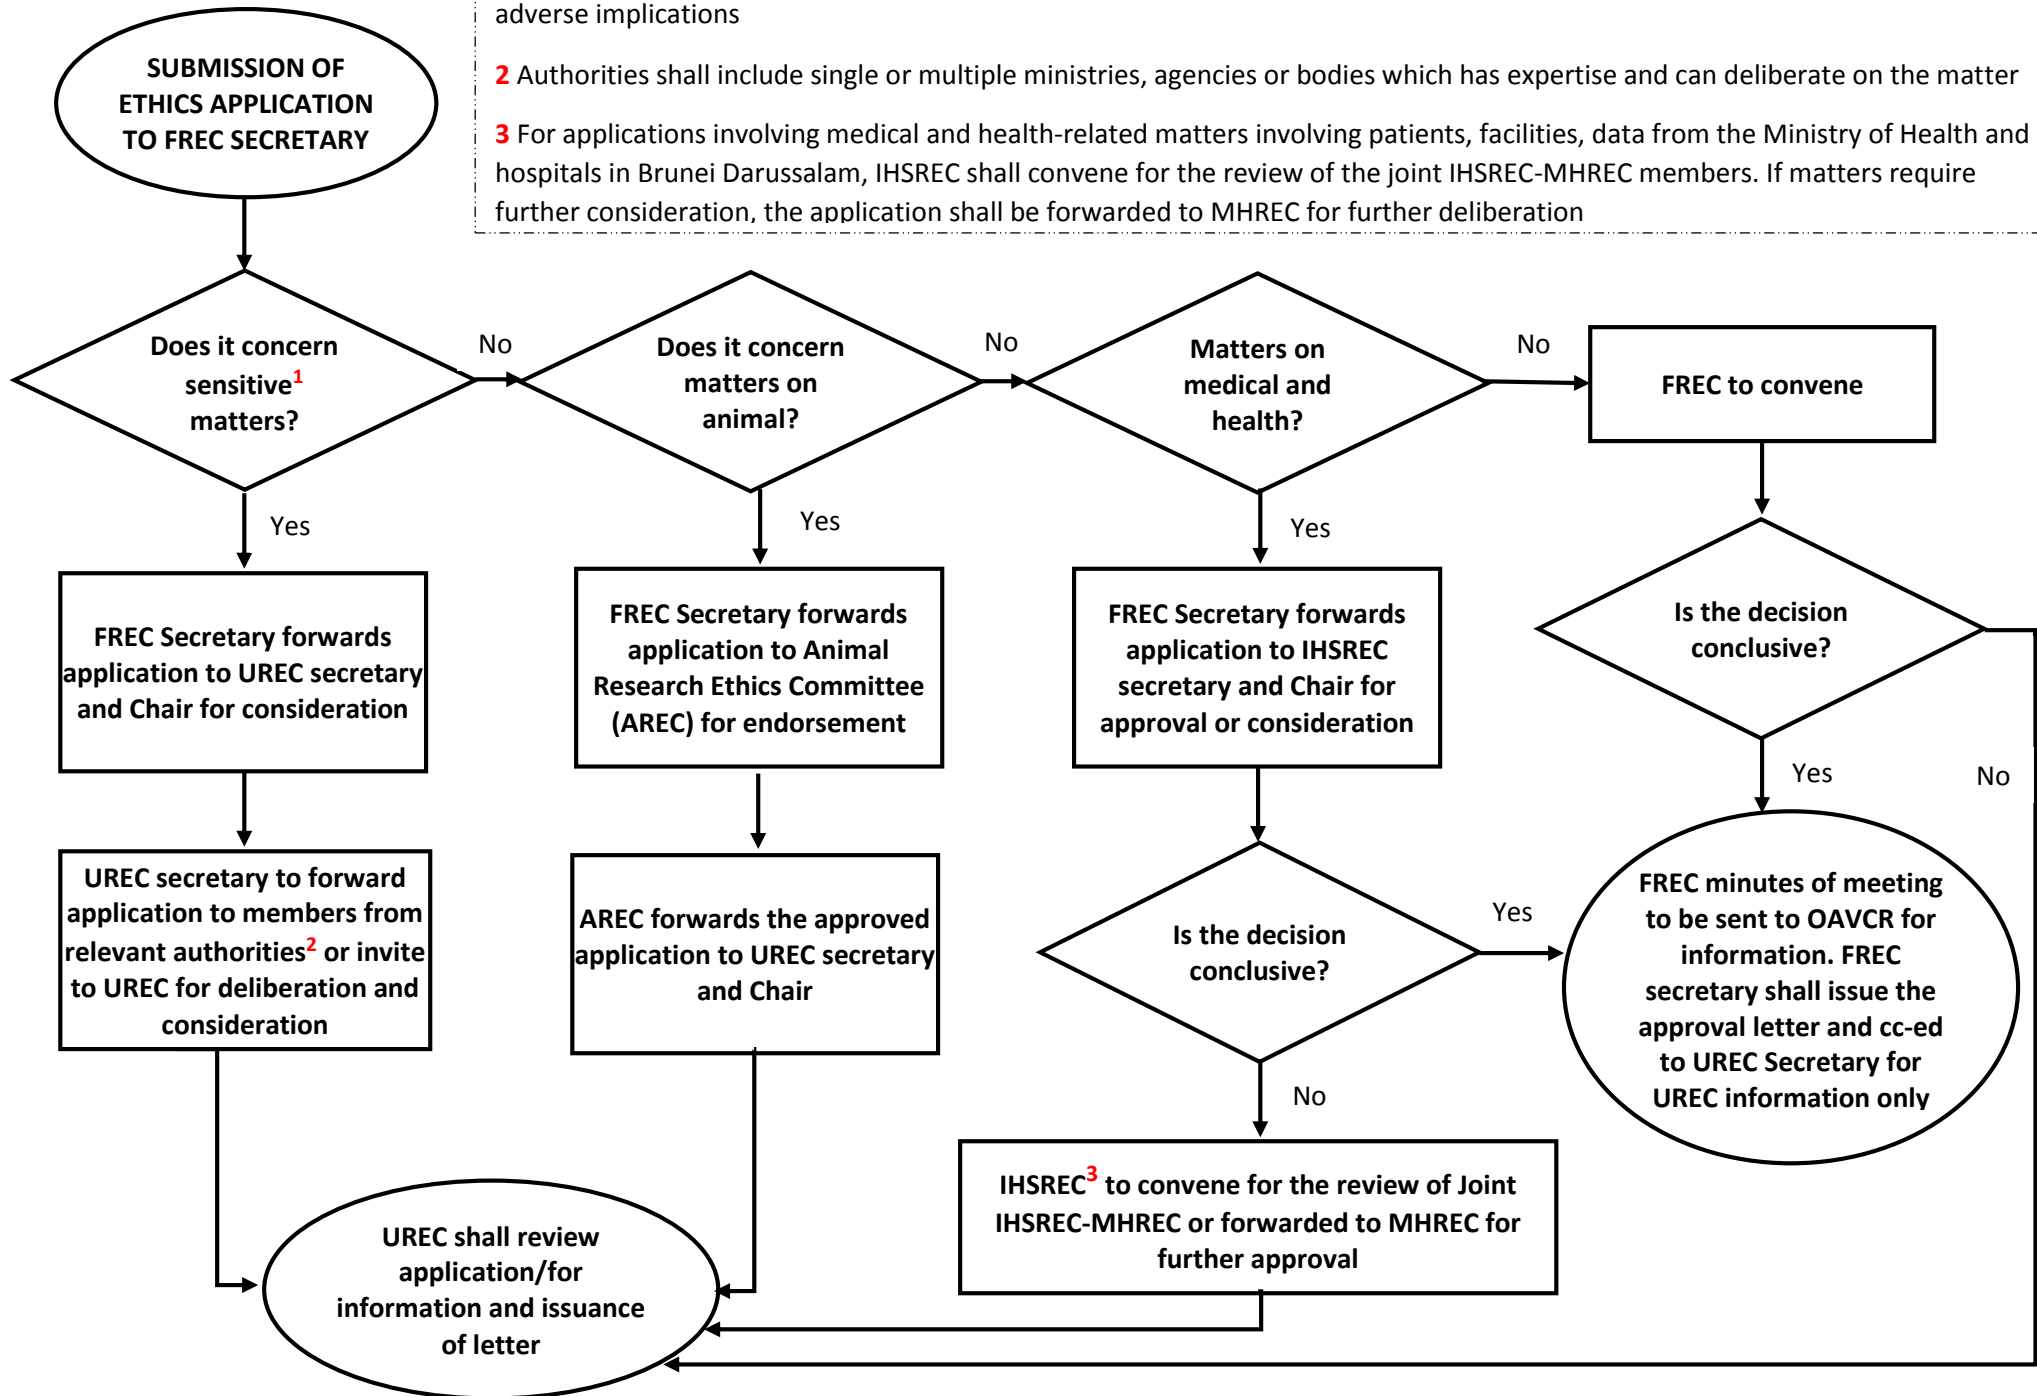 adverse implications
2 Authorities shall include single or multiple ministries, agencies or bodies which has expertise and can deliberate on the matter
3 For applications involving medical and health-related matters involving patients, facilities, data from the Ministry of Health and
hospitals in Brunei Darussalam, IHSREC shall convene for the review of the joint IHSREC-MHREC members. If matters require
further consideration, the application shall be forwarded to MHREC for further deliberation
SUBMISSION OF
ETHICS APPLICATION
TO FREC SECRETARY
Does it concern
sensitive1
matters?
No
Does it concern
matters on
animal?
No
Matters on
medical and
health?
No
FREC to convene
Yes
Yes
Yes
FREC Secretary forwards
application to UREC secretary
and Chair for consideration
FREC Secretary forwards
application to Animal
Research Ethics Committee
(AREC) for endorsement
FREC Secretary forwards
application to IHSREC
secretary and Chair for
approval or consideration
Is the decision
conclusive?
Yes
No
UREC secretary to forward
application to members from
relevant authorities2 or invite
to UREC for deliberation and
consideration
AREC forwards the approved
application to UREC secretary
and Chair
Is the decision
conclusive?
Yes
No
FREC minutes of meeting
to be sent to OAVCR for
information. FREC
secretary shall issue the
approval letter and cc-ed
to UREC Secretary for
UREC information only
IHSREC3 to convene for the review of Joint
IHSREC-MHREC or forwarded to MHREC for
further approval
UREC shall review
application/for
information and issuance
of letter